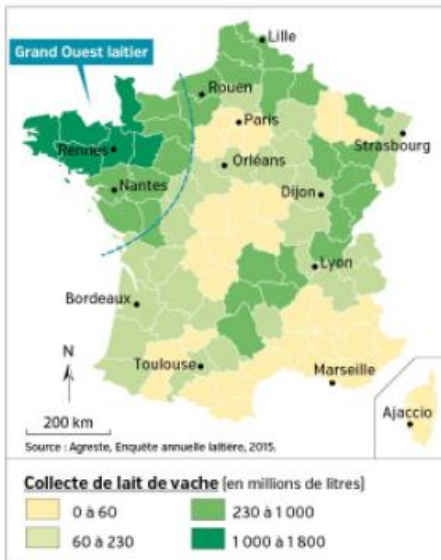 Grand Ouest laitier
Lille
Rouen
Paris
Strasbourg
Rennes
Orléans
Nantes
Dijon
Lyon
Bordeaux
N
Toulouse
Marseille
200 km
Ajaccio
Source : Agreste, Enquête annuelle laitière, 2015.
Collecte de lait de vache (en millions de litres)
0 à 60
230 à 1 000
60 à 230
1 000 à 1 800